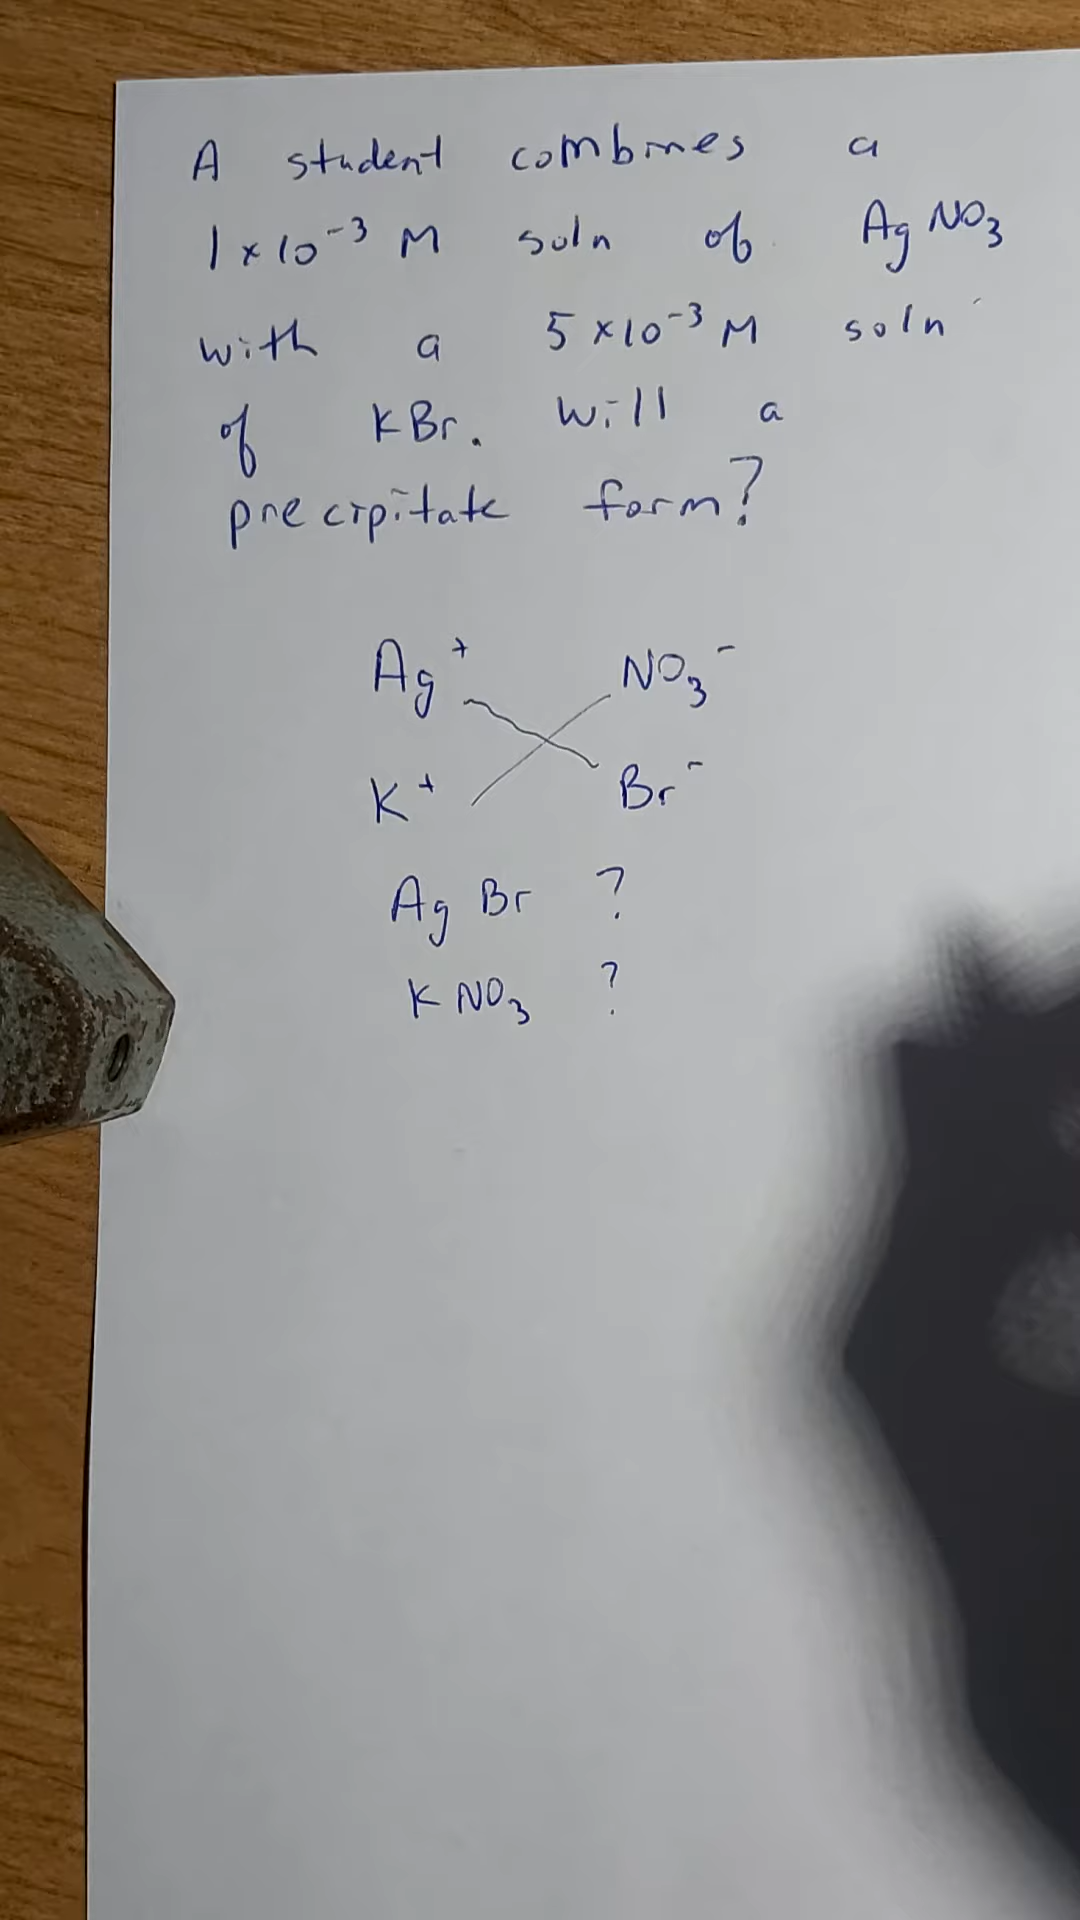 A student combines a
1 × 10⁻³ M soln of AgNO₃
with a 5 × 10⁻³ M soln
of KBr. Will a
precipitate form?
Ag⁺ NO₃⁻
K⁺ Br⁻
AgBr ?
KNO₃ ?